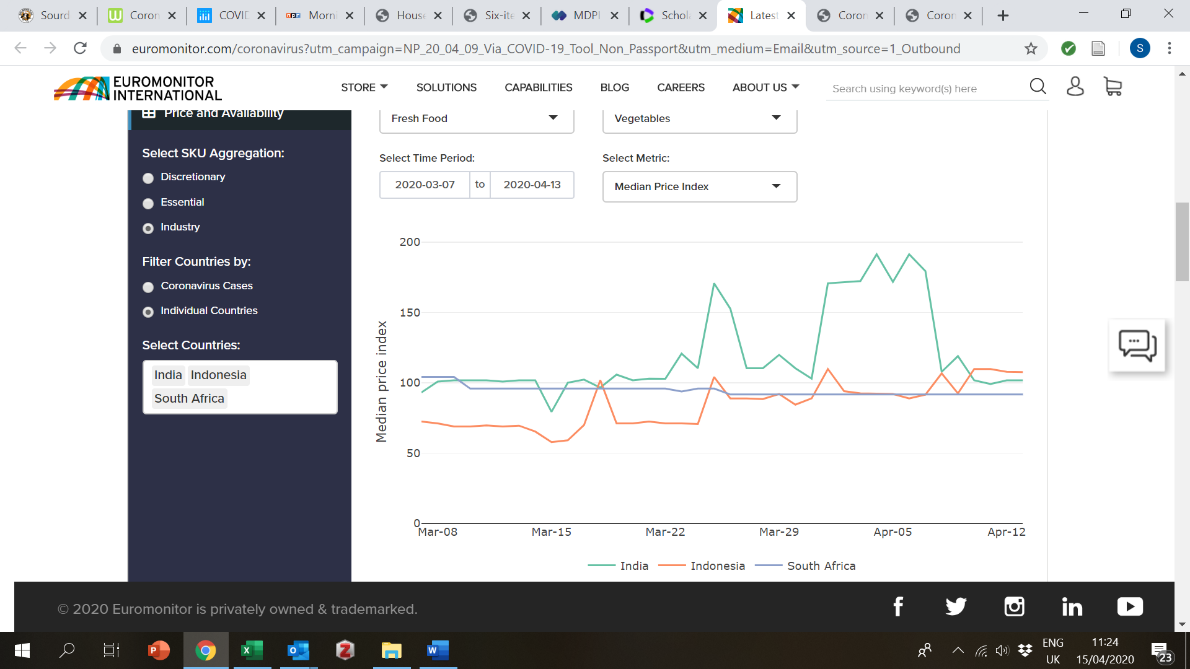 Sourd
Coron
COVID
Morni
House
Six-ite
MDPI
Schol
Latest
Coron
Coron
euromonitor.com/coronavirus?utm_campaign=NP_20_04_09_Via_COVID-19_Tool_Non_Passport&utm_medium=Email&utm_source=1_Outbound
S
EUROMONITOR
INTERNATIONAL
STORE
SOLUTIONS
CAPABILITIES
BLOG
CAREERS
ABOUT US
Search using keyword(s) here
Price and Availability
Select SKU Aggregation:
Discretionary
Essential
Industry
Filter Countries by:
Coronavirus Cases
Individual Countries
Select Countries:
India Indonesia
South Africa
Fresh Food
Vegetables
Select Time Period:
Select Metric:
2020-03-07 to 2020-04-13
Median Price Index
Median price index
200
150
100
50
0
Mar-08 Mar-15 Mar-22 Mar-29 Apr-05 Apr-12
India Indonesia South Africa
© 2020 Euromonitor is privately owned & trademarked.
ENG
UK
11:24
15/04/2020
23